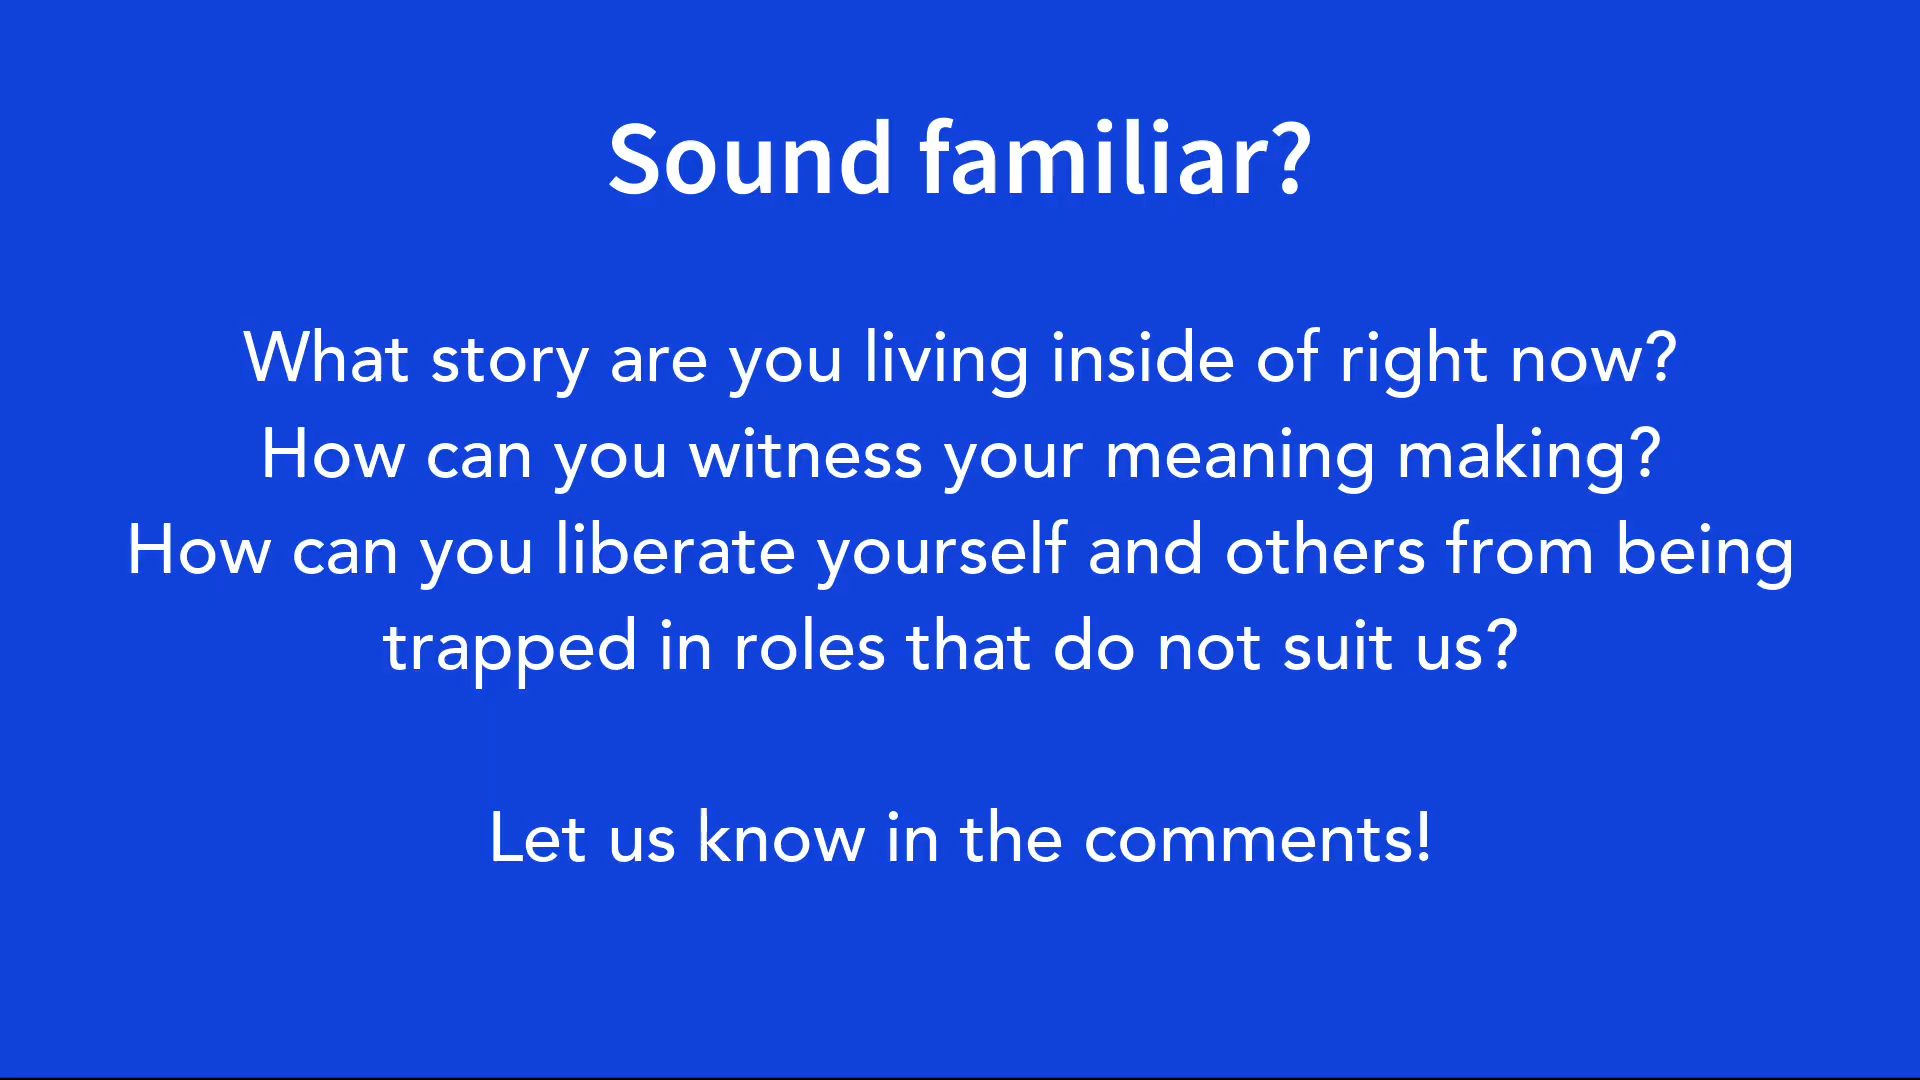 Sound familiar?
What story are you living inside of right now?
How can you witness your meaning making?
How can you liberate yourself and others from being
trapped in roles that do not suit us?
Let us know in the comments!